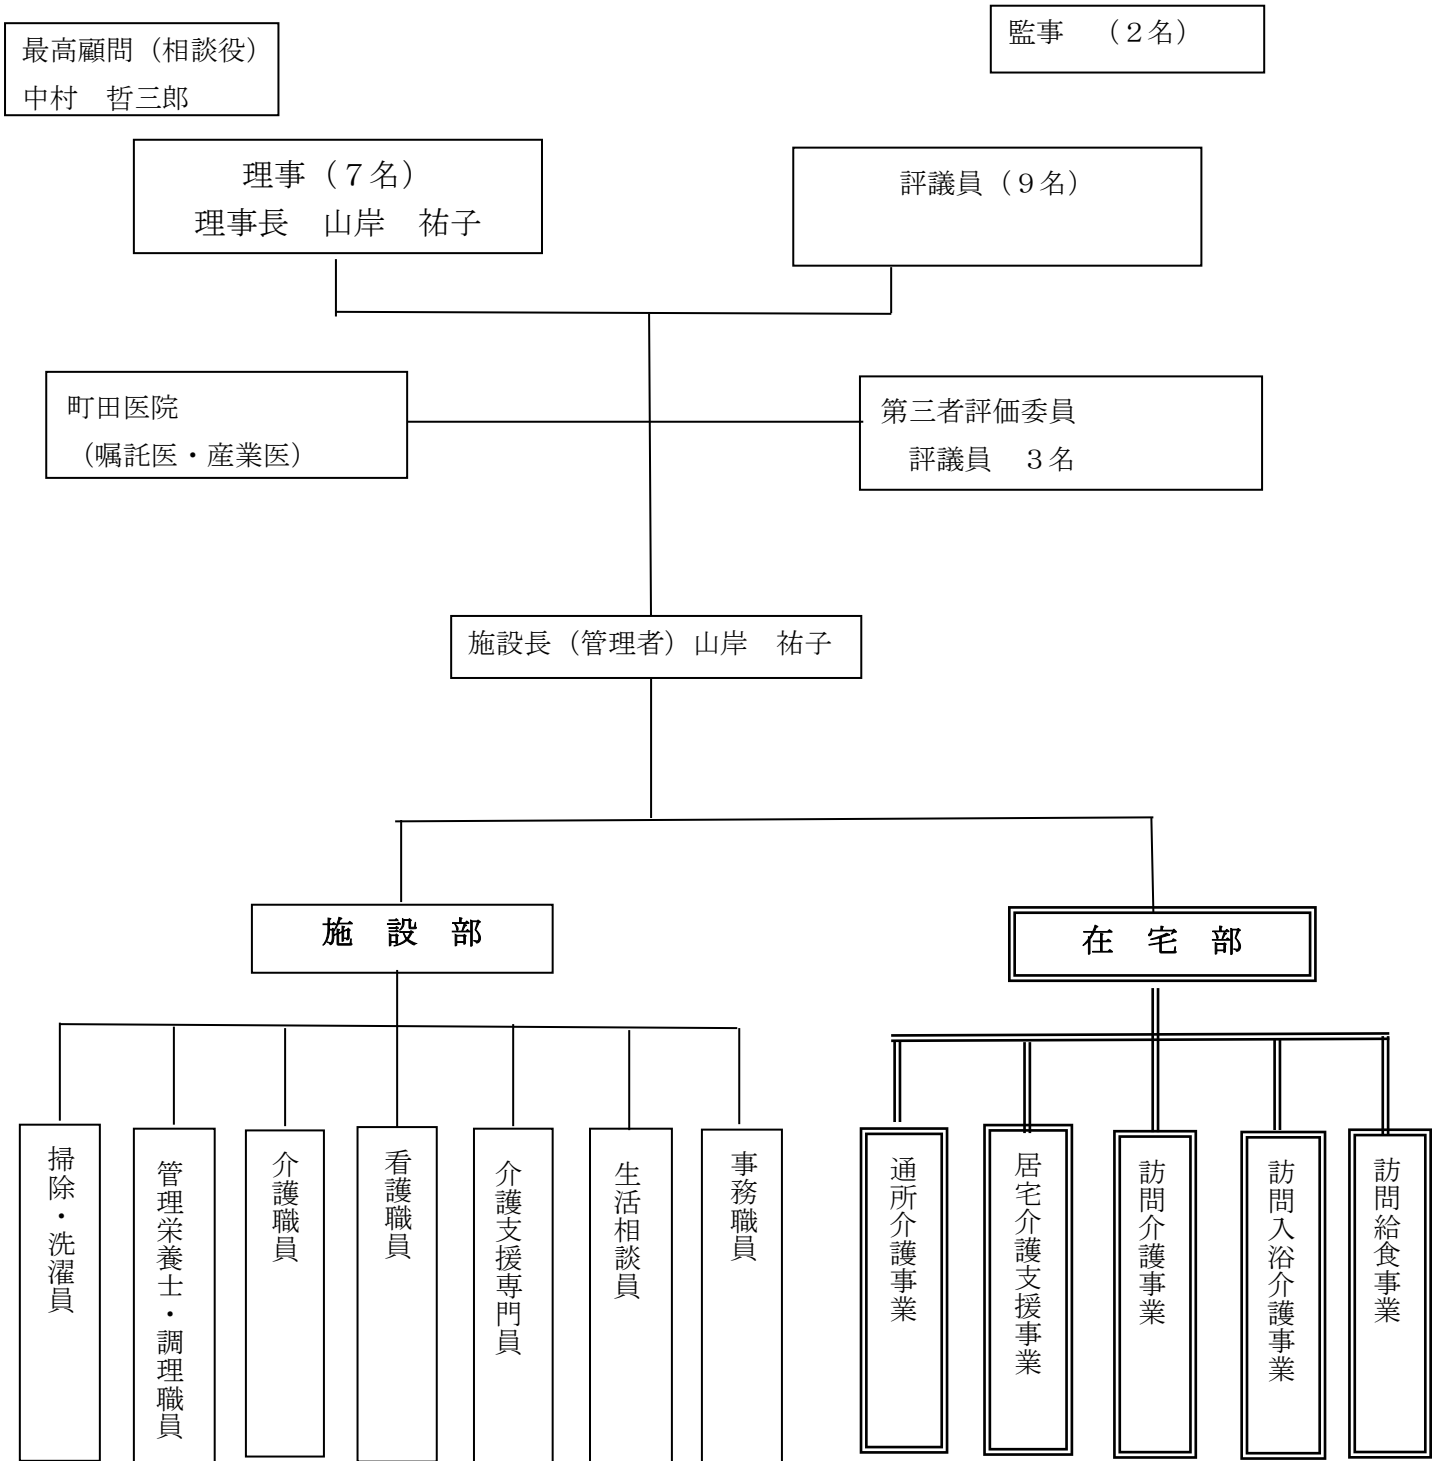 最高顧問（相談役）
中村　哲三郎
監事　（２名）
理事（７名）
理事長　山岸　祐子
評議員（９名）
町田医院
（嘱託医・産業医）
第三者評価委員
評議員　３名
施設長（管理者）山岸　祐子
施　設　部
在　宅　部
掃除・洗濯員
管理栄養士・調理職員
介護職員
看護職員
介護支援専門員
生活相談員
事務職員
通所介護事業
居宅介護支援事業
訪問介護事業
訪問入浴介護事業
訪問給食事業